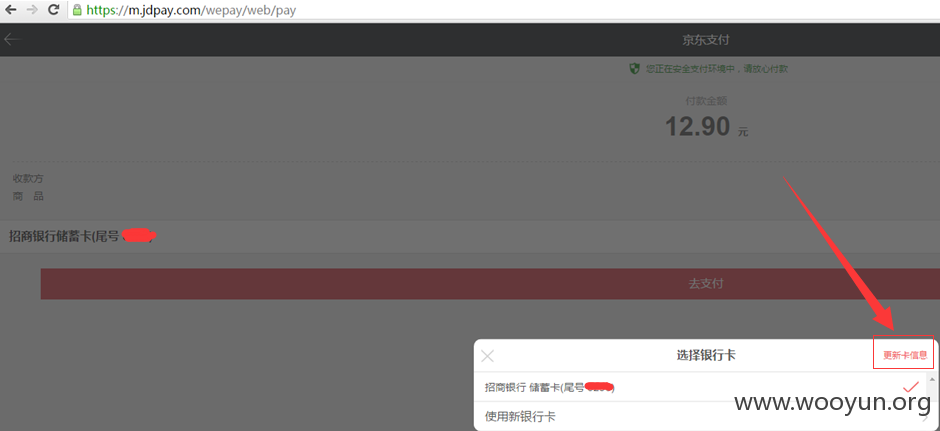 https://m.jdpay.com/wepay/web/pay
京东支付
您正在安全支付环境中，请放心付款
付款金额
12.90 元
收款方
商 品
招商银行储蓄卡(尾号
去支付
选择银行卡
更新卡信息
招商银行 储蓄卡(尾号 )
使用新银行卡
www.wooyun.org